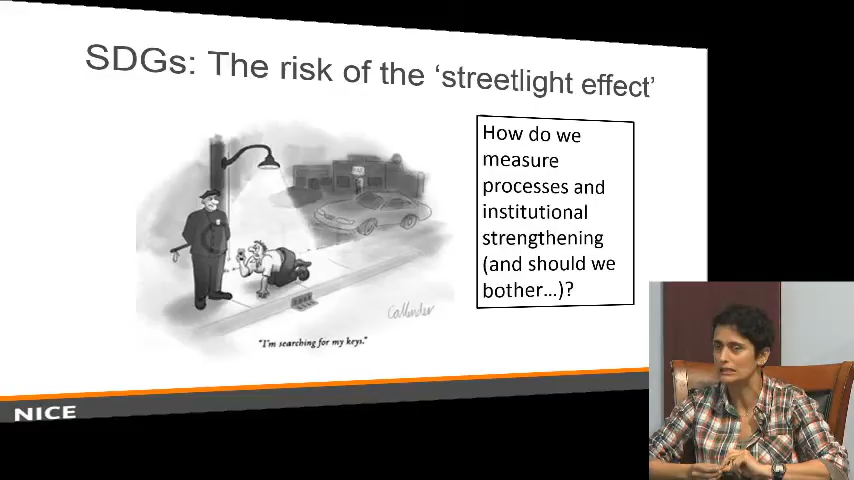 SDGs: The risk of the ‘streetlight effect’
How do we
measure
processes and
institutional
strengthening
(and should we
bother...)?
Callender
"I'm searching for my keys."
NICE